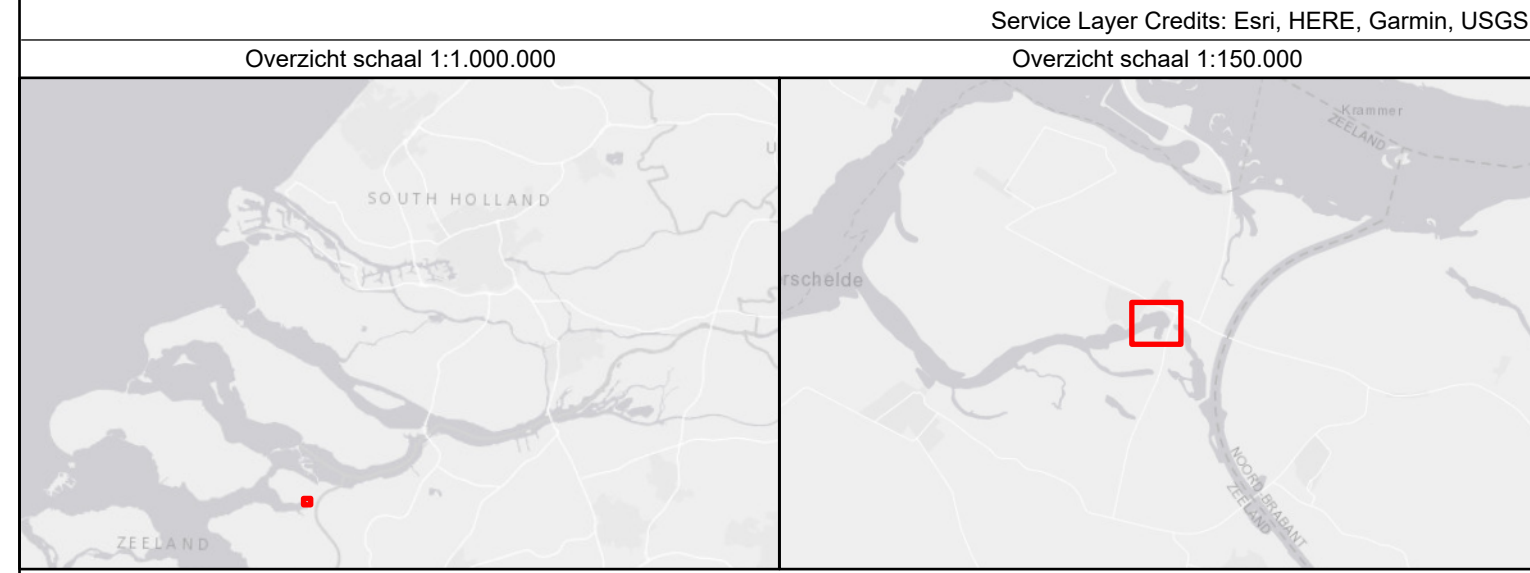 Service Layer Credits: Esri, HERE, Garmin, USGS
Overzicht schaal 1:1.000.000
Overzicht schaal 1:150.000
SOUTH HOLLAND
U
ZEELAND
Krammer
ZEELAND
rschelde
NOORD BRABANT
ZEELAND